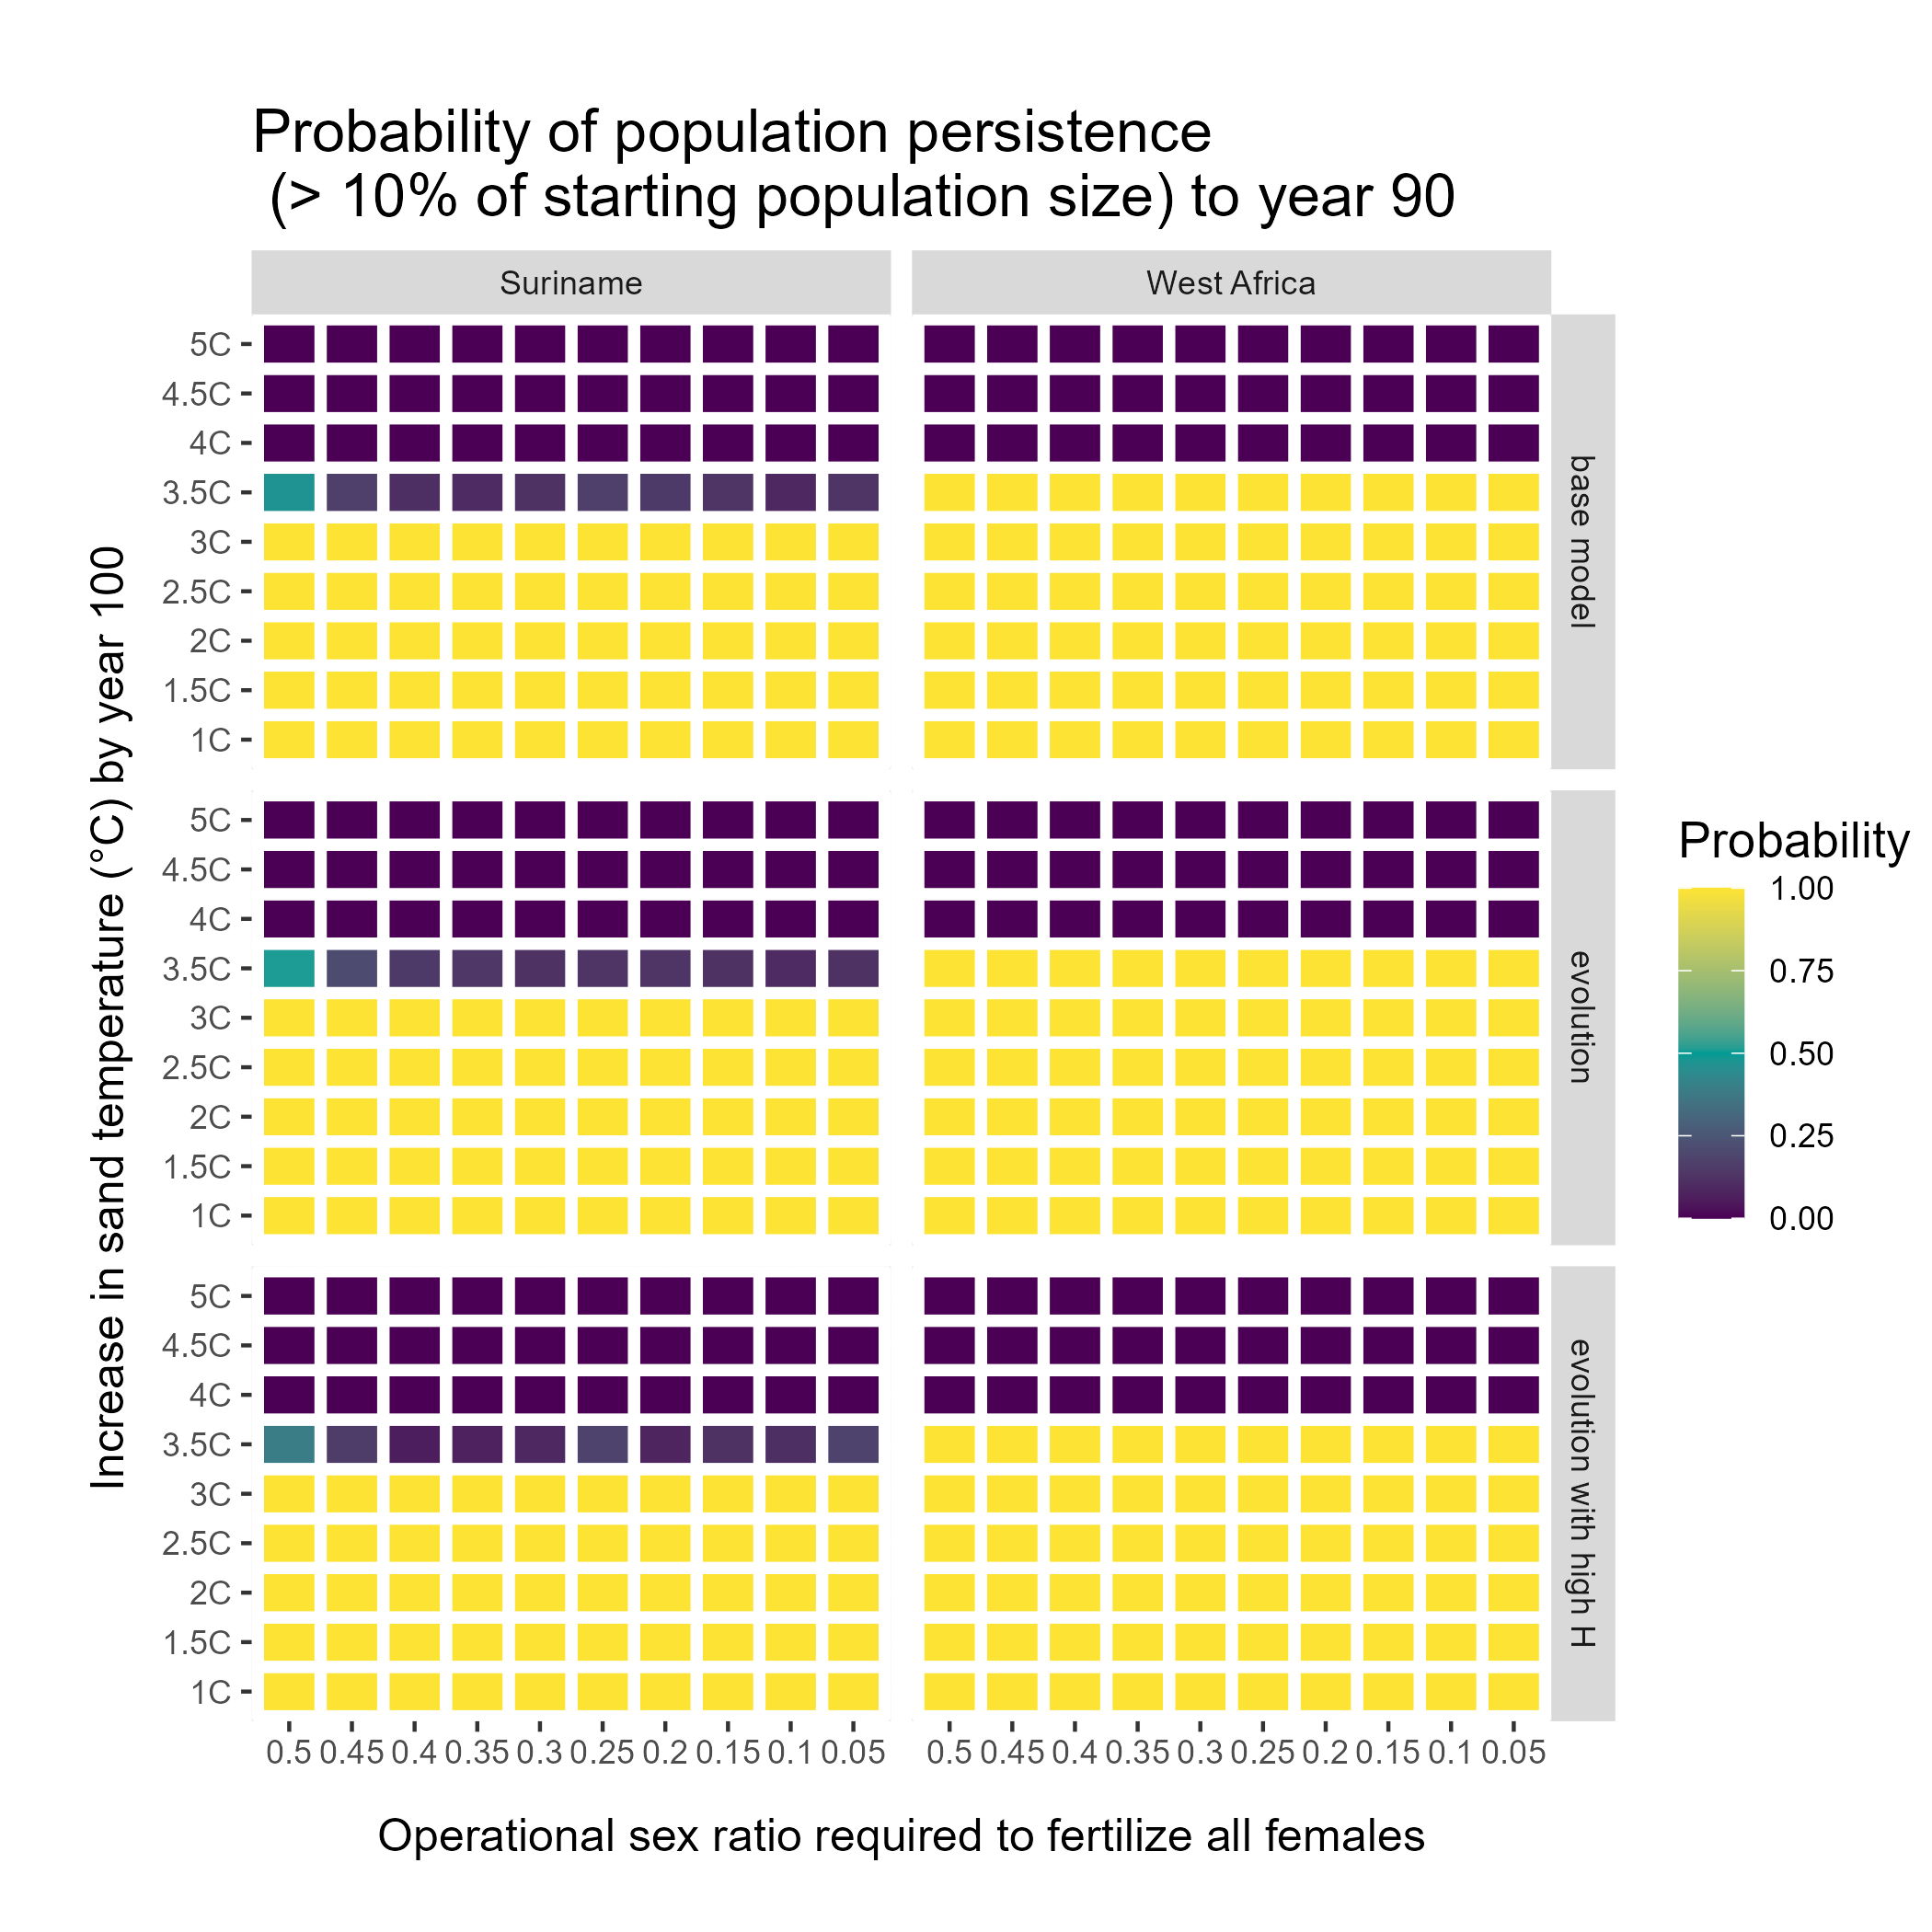 Probability of population persistence
(> 10% of starting population size) to year 90
Suriname
West Africa
5C
4.5C
4C
3.5C
3C
2.5C
2C
1.5C
1C
base model
5C
4.5C
4C
3.5C
3C
2.5C
2C
1.5C
1C
evolution
5C
4.5C
4C
3.5C
3C
2.5C
2C
1.5C
1C
evolution with high H
Increase in sand temperature (°C) by year 100
0.5 0.45 0.4 0.35 0.3 0.25 0.2 0.15 0.1 0.05
0.5 0.45 0.4 0.35 0.3 0.25 0.2 0.15 0.1 0.05
Operational sex ratio required to fertilize all females
Probability
1.00
0.75
0.50
0.25
0.00